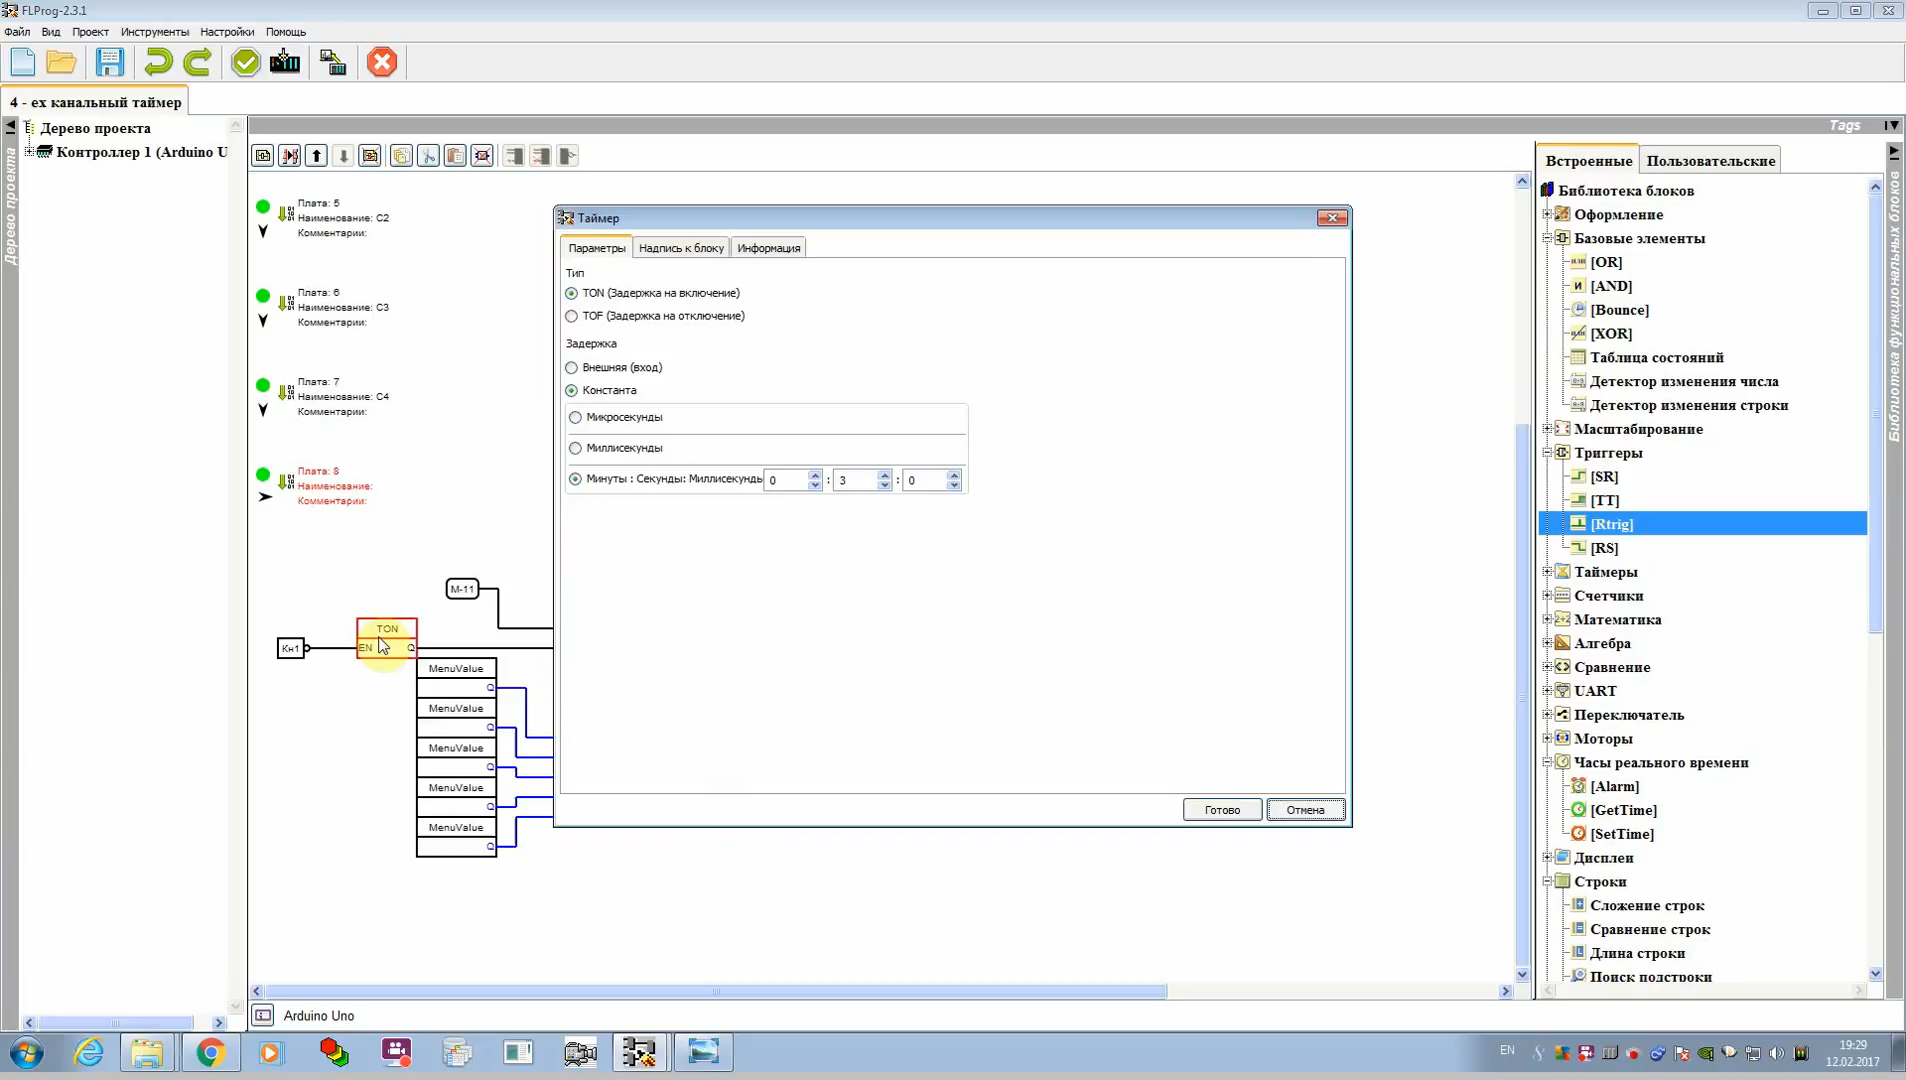 FLProg-2.3.1
Файл Вид Проект Инструменты Настройки Помощь
4 - ех канальный таймер
Дерево проекта
Дерево проекта
Контроллер 1 (Arduino U
Tags
Плата: 5
Наименование: C2
Комментарии:
Плата: 6
Наименование: C3
Комментарии:
Плата: 7
Наименование: C4
Комментарии:
Плата: 8
Наименование:
Комментарии:
M-11
Кн1
TON
EN Q
MenuValue
Q
MenuValue
Q
MenuValue
Q
MenuValue
Q
MenuValue
Q
Таймер
Параметры Надпись к блоку Информация
Тип
TON (Задержка на включение)
TOF (Задержка на отключение)
Задержка
Внешняя (вход)
Константа
Микросекунды
Миллисекунды
Минуты : Секунды: Миллисекунды 0 : 3 : 0
Готово Отмена
Встроенные Пользовательские
Библиотека блоков
Оформление
Базовые элементы
[OR]
[AND]
[Bounce]
[XOR]
Таблица состояний
Детектор изменения числа
Детектор изменения строки
Масштабирование
Триггеры
[SR]
[TT]
[Rtrig]
[RS]
Таймеры
Счетчики
Математика
Алгебра
Сравнение
UART
Переключатель
Моторы
Часы реального времени
[Alarm]
[GetTime]
[SetTime]
Дисплеи
Строки
Сложение строк
Сравнение строк
Длина строки
Поиск подстроки
Библиотека функциональных блоков
Arduino Uno
EN
19:29
12.02.2017